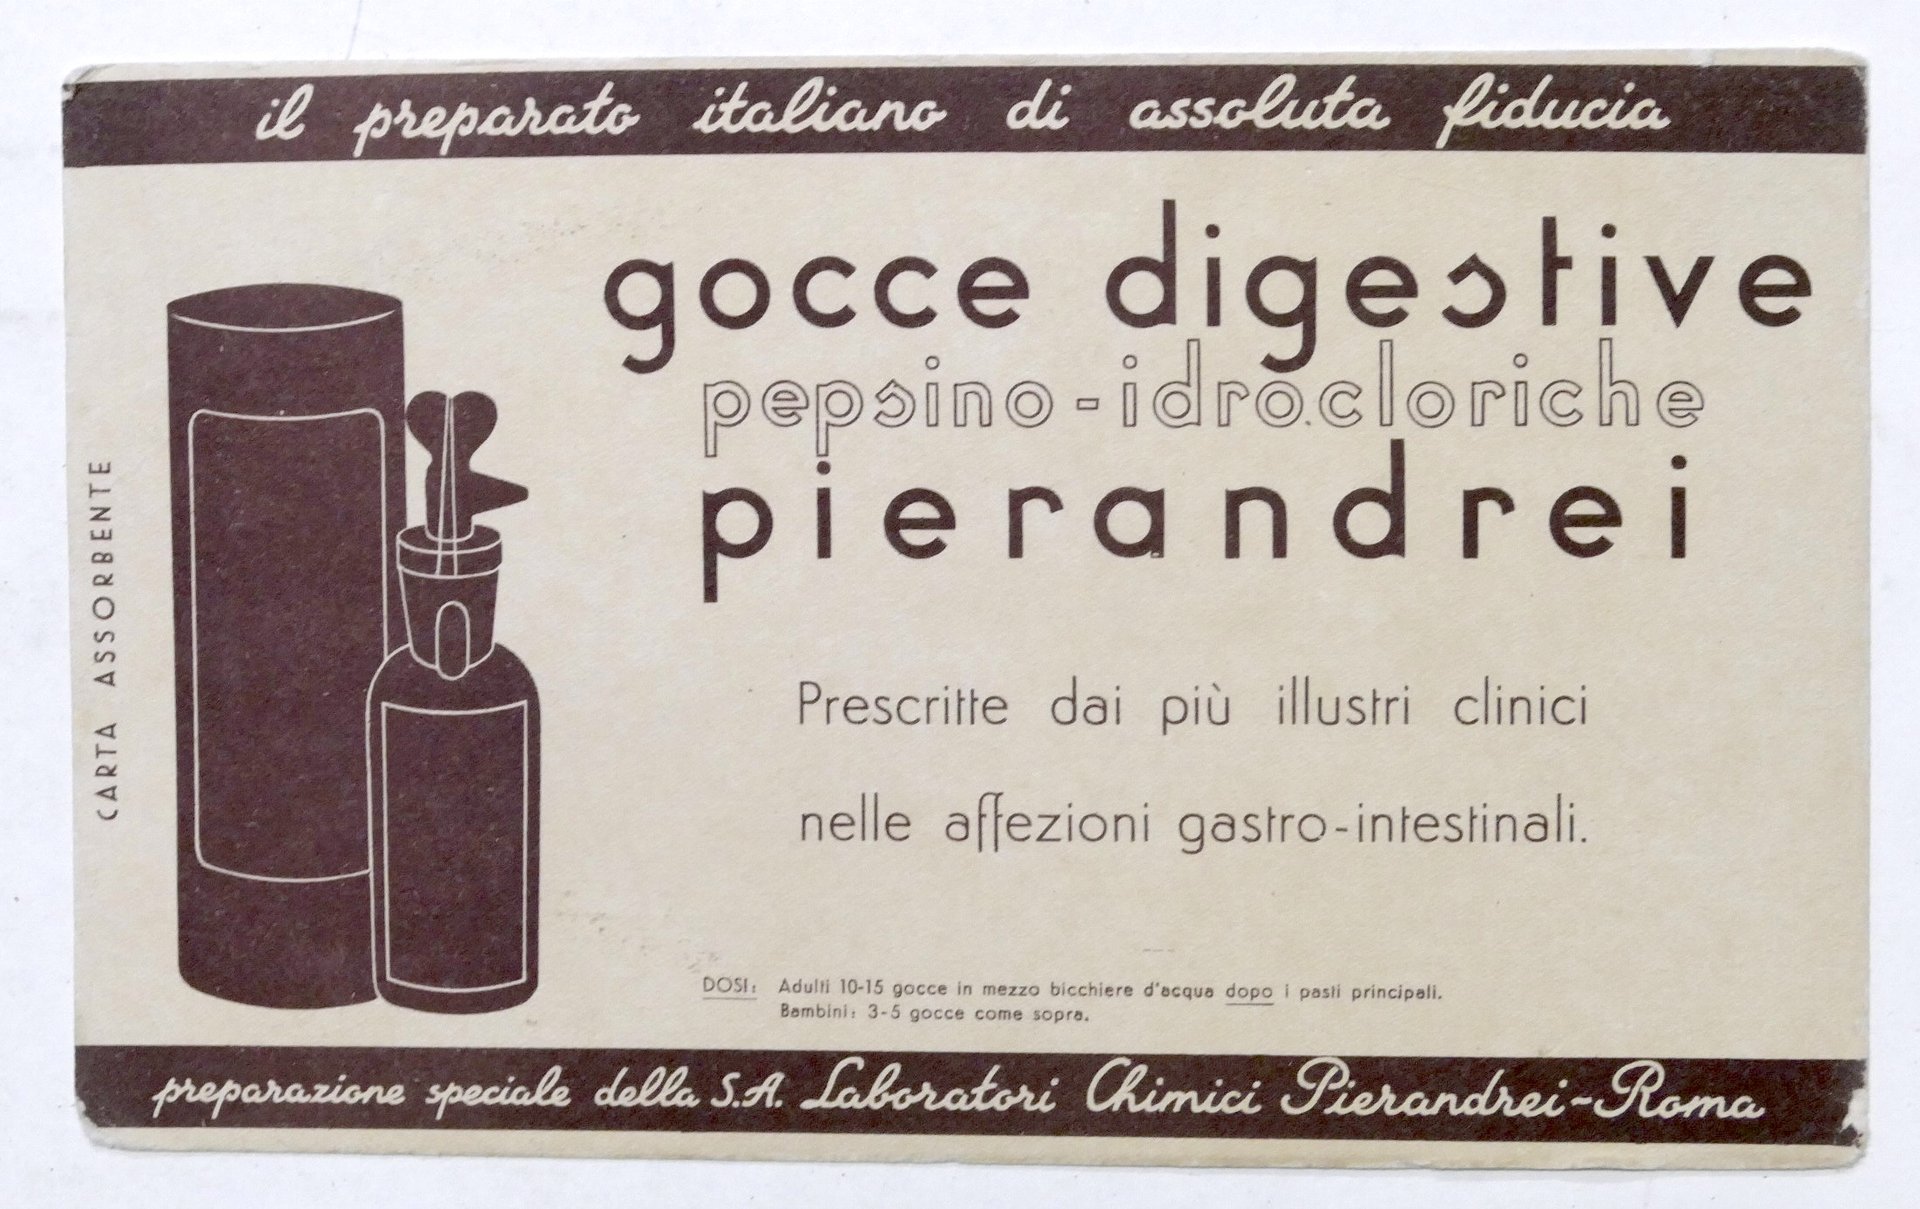 il preparato italiano di assoluta fiducia
gocce digestive
pepsino-idro.cloriche
pierandrei
CARTA ASSORBENTE
Prescritte dai più illustri clinici
nelle affezioni gastro-intestinali.
DOSI: Adulti 10-15 gocce in mezzo bicchiere d'acqua dopo i pasti principali.
Bambini: 3-5 gocce come sopra.
preparazione speciale della S.A. Laboratori Chimici Pierandrei-Roma